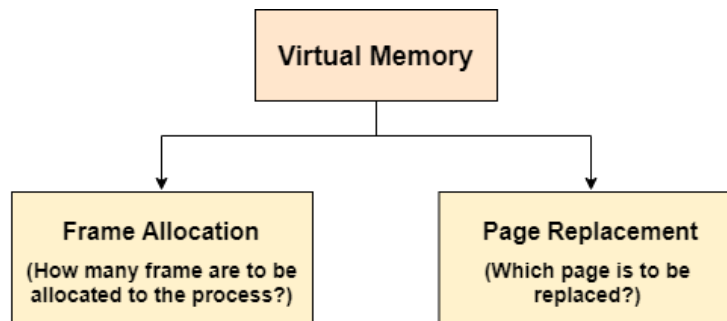 Virtual Memory
Frame Allocation
(How many frame are to be
allocated to the process?)
Page Replacement
(Which page is to be
replaced?)